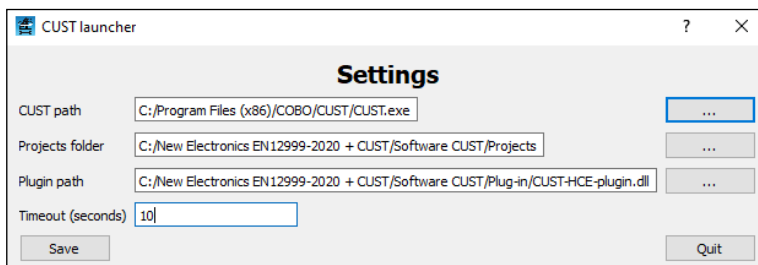 CUST launcher ?
Settings
CUST path C:/Program Files (x86)/COBO/CUST/CUST.exe ...
Projects folder C:/New Electronics EN12999-2020 + CUST/Software CUST/Projects ...
Plugin path C:/New Electronics EN12999-2020 + CUST/Software CUST/Plug-in/CUST-HCE-plugin.dll ...
Timeout (seconds) 10
Save Quit